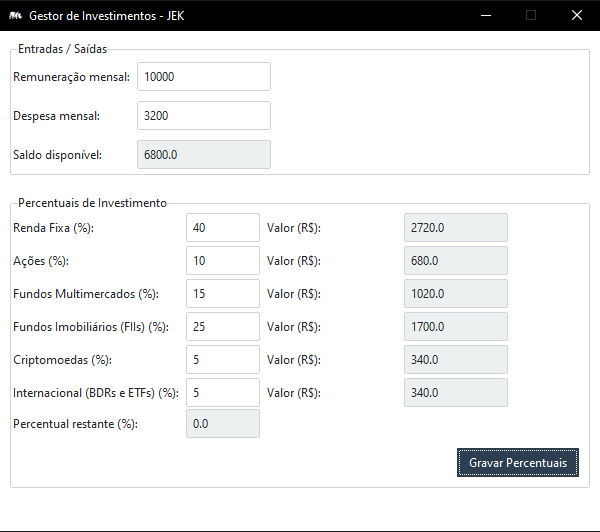 Gestor de Investimentos - JEK
Entradas / Saídas
Remuneração mensal: 10000
Despesa mensal: 3200
Saldo disponível: 6800.0
Percentuais de Investimento
Renda Fixa (%): 40 Valor (R$): 2720.0
Ações (%): 10 Valor (R$): 680.0
Fundos Multimercados (%): 15 Valor (R$): 1020.0
Fundos Imobiliários (FIIs) (%): 25 Valor (R$): 1700.0
Criptomoedas (%): 5 Valor (R$): 340.0
Internacional (BDRs e ETFs) (%): 5 Valor (R$): 340.0
Percentual restante (%): 0.0
Gravar Percentuais